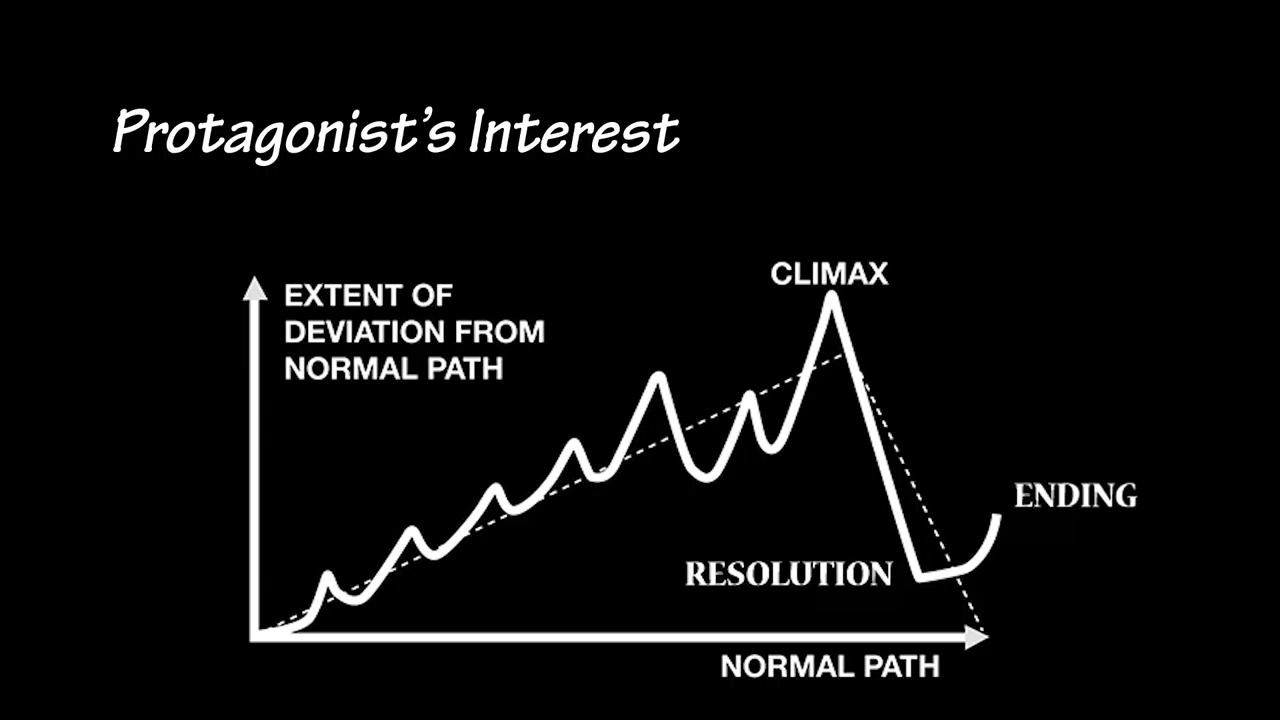 Protagonist's Interest
CLIMAX
EXTENT OF
DEVIATION FROM
NORMAL PATH
ENDING
RESOLUTION
NORMAL PATH